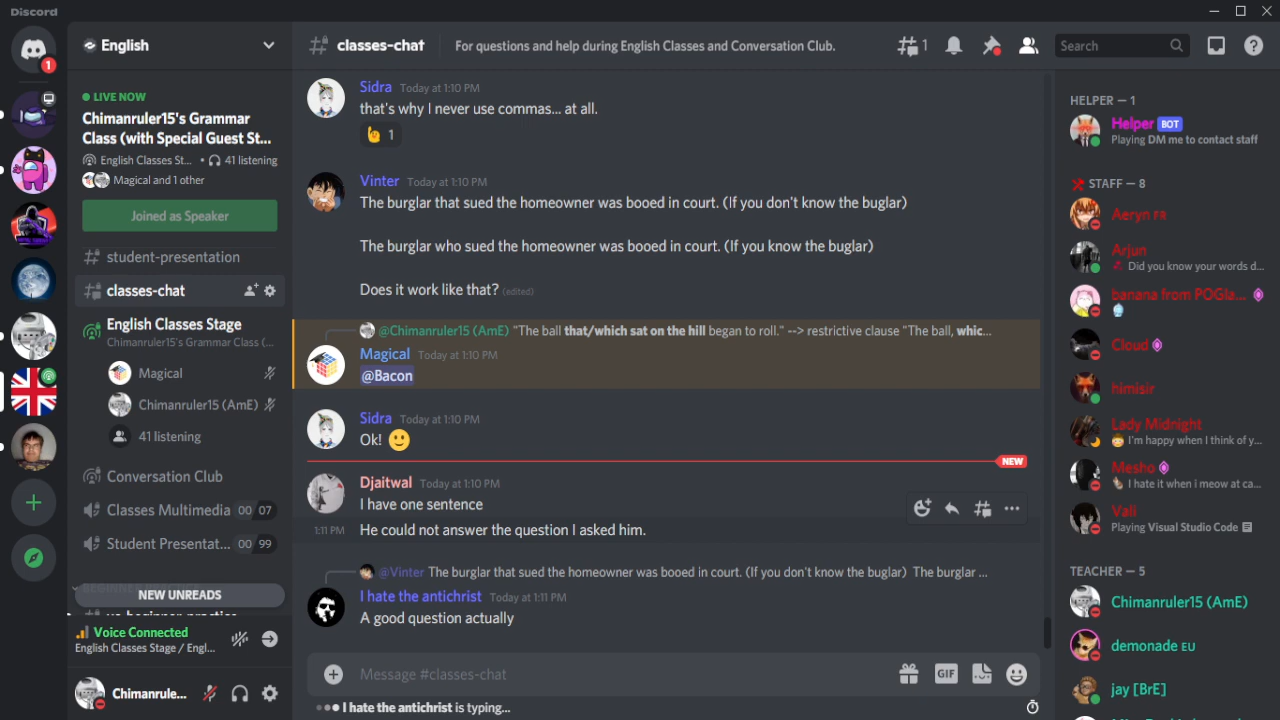 Discord
1
English
LIVE NOW
Chimanruler15's Grammar
Class (with Special Guest St...
English Classes St... • 41 listening
Magical and 1 other
Joined as Speaker
student-presentation
classes-chat
English Classes Stage
Chimanruler15's Grammar Class (...
Magical
Chimanruler15 (AmE)
41 listening
Conversation Club
Classes Multimedia 00 07
Student Presentat... 00 99
NEW UNREADS
Voice Connected
English Classes Stage / Engl...
Chimanrule...
classes-chat
For questions and help during English Classes and Conversation Club.
1
Search
Sidra Today at 1:10 PM
that's why I never use commas... at all.
1
Vinter Today at 1:10 PM
The burglar that sued the homeowner was booed in court. (If you don't know the buglar)
The burglar who sued the homeowner was booed in court. (If you know the buglar)
Does it work like that? (edited)
@Chimanruler15 (AmE) "The ball that/which sat on the hill began to roll." --> restrictive clause "The ball, whic...
Magical Today at 1:10 PM
@Bacon
Sidra Today at 1:10 PM
Ok!
NEW
Djaitwal Today at 1:10 PM
I have one sentence
1:11 PM He could not answer the question I asked him.
@Vinter The burglar that sued the homeowner was booed in court. (If you don't know the buglar) The burglar ...
I hate the antichrist Today at 1:11 PM
A good question actually
Message #classes-chat
GIF
I hate the antichrist is typing...
HELPER — 1
Helper BOT
Playing DM me to contact staff
STAFF — 8
Aeryn FR
Arjun
Did you know your words d...
banana from POGla...
Cloud
himisir
Lady Midnight
I'm happy when I think of y...
Mesho
I hate it when i meow at ca...
Vali
Playing Visual Studio Code
TEACHER — 5
Chimanruler15 (AmE)
demonade EU
jay [BrE]